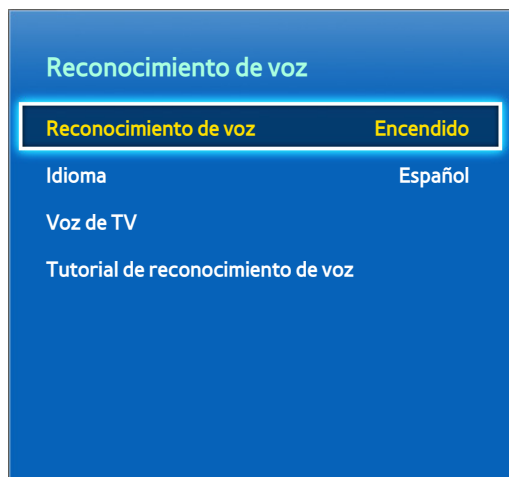 Reconocimiento de voz
Reconocimiento de voz Encendido
Idioma Español
Voz de TV
Tutorial de reconocimiento de voz